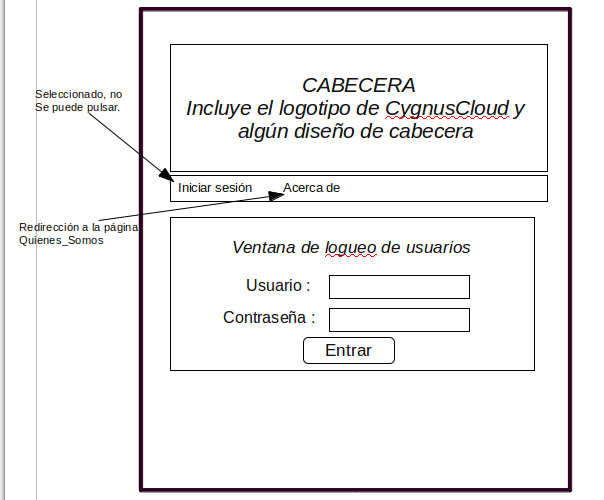 CABECERA
Incluye el logotipo de CygnusCloud y
algún diseño de cabecera
Seleccionado, no
Se puede pulsar.
Iniciar sesión Acerca de
Redirección a la página
Quienes_Somos
Ventana de logueo de usuarios
Usuario :
Contraseña :
Entrar